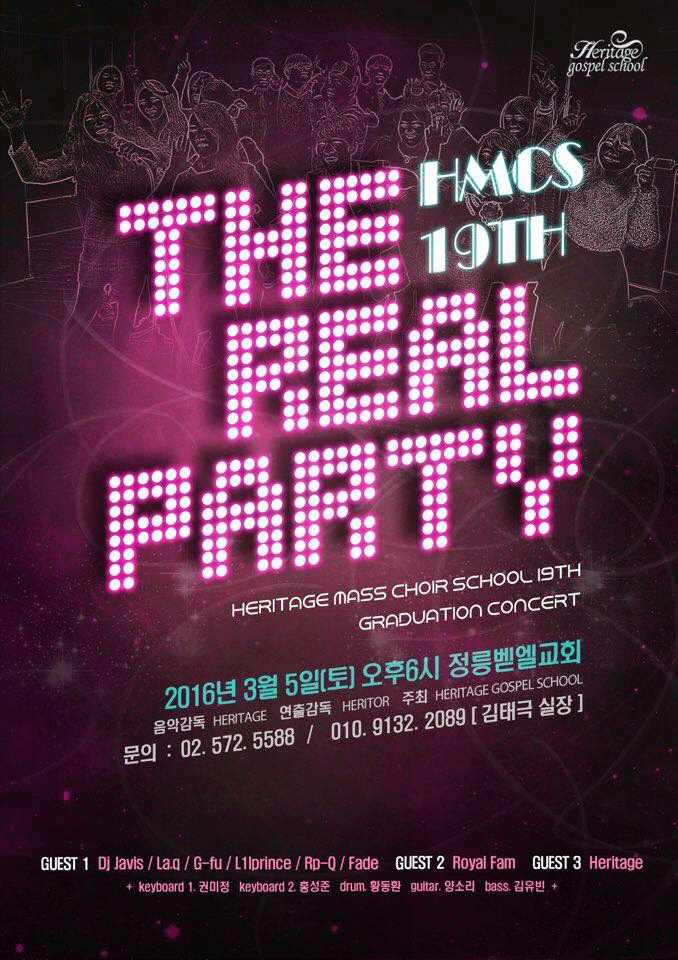 Heritage
gospel school
HMCS
19TH
THE
REAL
PARTY
HERITAGE MASS CHOIR SCHOOL 19TH
GRADUATION CONCERT
2016년 3월 5일(토) 오후6시 정릉벧엘교회
음악감독 HERITAGE 연출감독 HERITOR 주최 HERITAGE GOSPEL SCHOOL
문의 : 02. 572. 5588 / 010. 9132. 2089 [ 김태극 실장 ]
GUEST 1 Dj Javis / La.q / G-fu / L1lprince / Rp-Q / Fade GUEST 2 Royal Fam GUEST 3 Heritage
+ keyboard 1. 권미정 keyboard 2. 홍성준 drum. 황동환 guitar. 양소리 bass. 김유빈 +